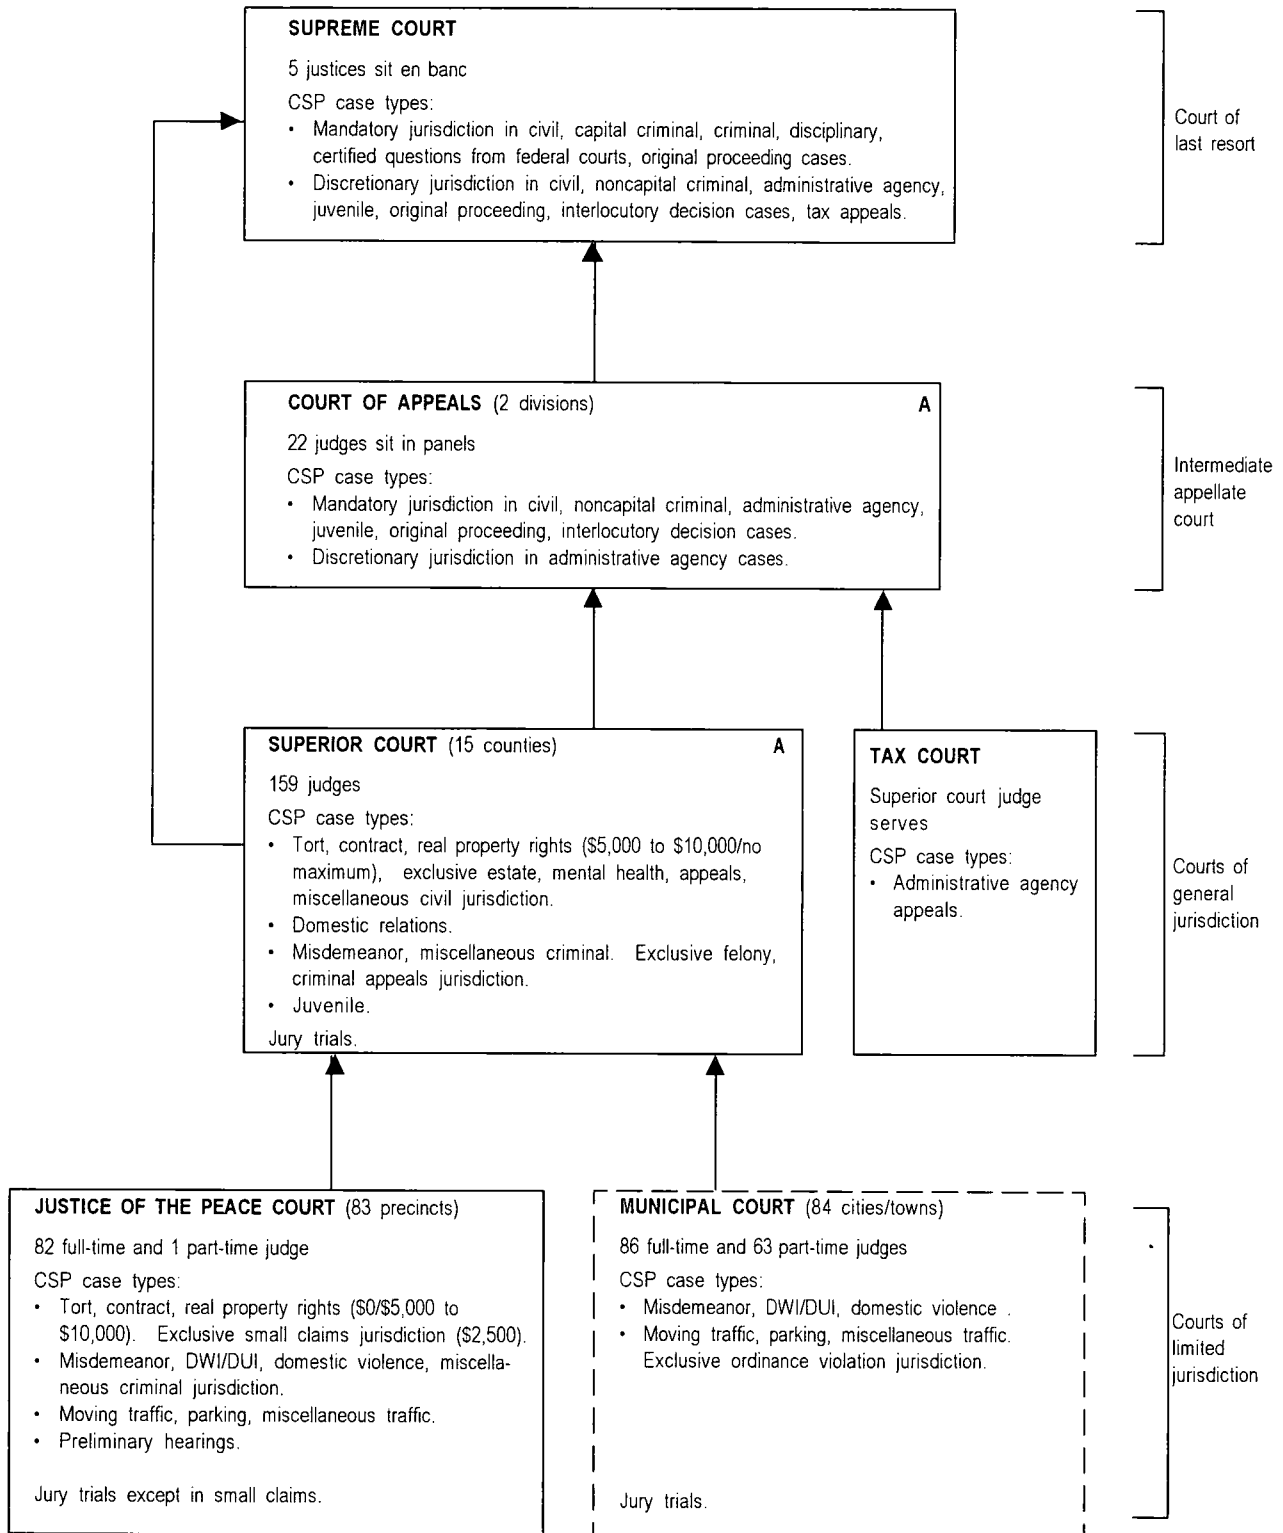 SUPREME COURT
5 justices sit en banc
CSP case types:
• Mandatory jurisdiction in civil, capital criminal, criminal, disciplinary,
certified questions from federal courts, original proceeding cases.
• Discretionary jurisdiction in civil, noncapital criminal, administrative agency,
juvenile, original proceeding, interlocutory decision cases, tax appeals.
Court of
last resort
COURT OF APPEALS (2 divisions) A
22 judges sit in panels
CSP case types:
• Mandatory jurisdiction in civil, noncapital criminal, administrative agency,
juvenile, original proceeding, interlocutory decision cases.
• Discretionary jurisdiction in administrative agency cases.
Intermediate
appellate
court
SUPERIOR COURT (15 counties) A
159 judges
CSP case types:
• Tort, contract, real property rights ($5,000 to $10,000/no
maximum), exclusive estate, mental health, appeals,
miscellaneous civil jurisdiction.
• Domestic relations.
• Misdemeanor, miscellaneous criminal. Exclusive felony,
criminal appeals jurisdiction.
• Juvenile.
Jury trials.
TAX COURT
Superior court judge
serves
CSP case types:
• Administrative agency
appeals.
Courts of
general
jurisdiction
JUSTICE OF THE PEACE COURT (83 precincts)
82 full-time and 1 part-time judge
CSP case types:
• Tort, contract, real property rights ($0/$5,000 to
$10,000). Exclusive small claims jurisdiction ($2,500).
• Misdemeanor, DWI/DUI, domestic violence, miscella-
neous criminal jurisdiction.
• Moving traffic, parking, miscellaneous traffic.
• Preliminary hearings.
Jury trials except in small claims.
MUNICIPAL COURT (84 cities/towns)
86 full-time and 63 part-time judges
CSP case types:
• Misdemeanor, DWI/DUI, domestic violence .
• Moving traffic, parking, miscellaneous traffic.
Exclusive ordinance violation jurisdiction.
Jury trials.
Courts of
limited
jurisdiction